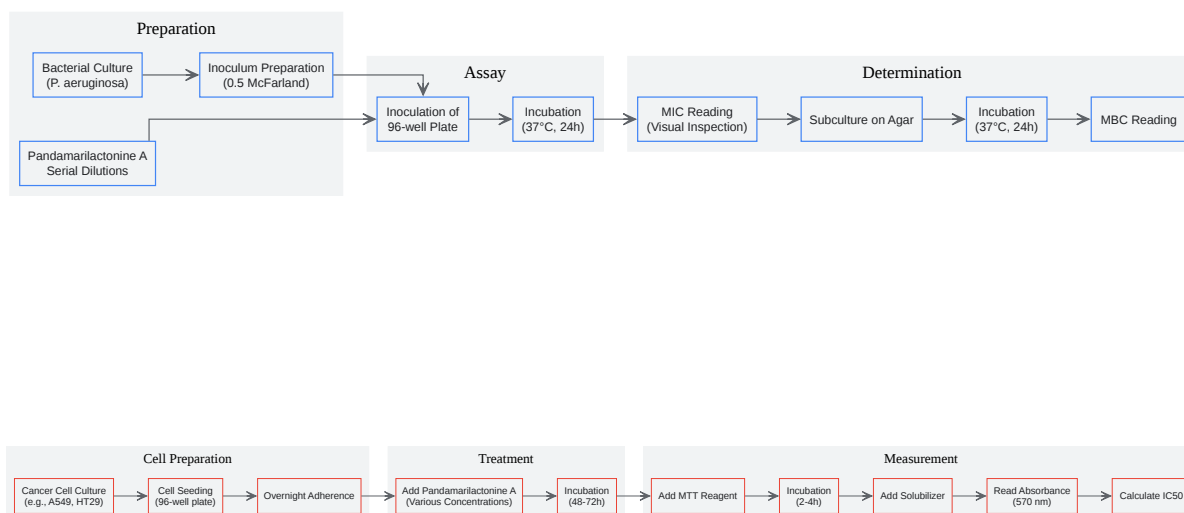 Preparation
Bacterial Culture
(P. aeruginosa)
Inoculum Preparation
(0.5 McFarland)
Pandamarilactonine A
Serial Dilutions
Assay
Inoculation of
96-well Plate
Incubation
(37°C, 24h)
Determination
MIC Reading
(Visual Inspection)
Subculture on Agar
Incubation
(37°C, 24h)
MBC Reading
Cell Preparation
Cancer Cell Culture
(e.g., A549, HT29)
Cell Seeding
(96-well plate)
Overnight Adherence
Treatment
Add Pandamarilactonine A
(Various Concentrations)
Incubation
(48-72h)
Measurement
Add MTT Reagent
Incubation
(2-4h)
Add Solubilizer
Read Absorbance
(570 nm)
Calculate IC50